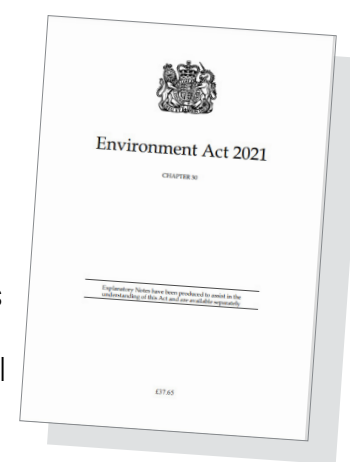 Environment Act 2021
CHAPTER 30
Explanatory Notes have been produced to assist in the
understanding of this Act and are available separately
s
l
£37.65